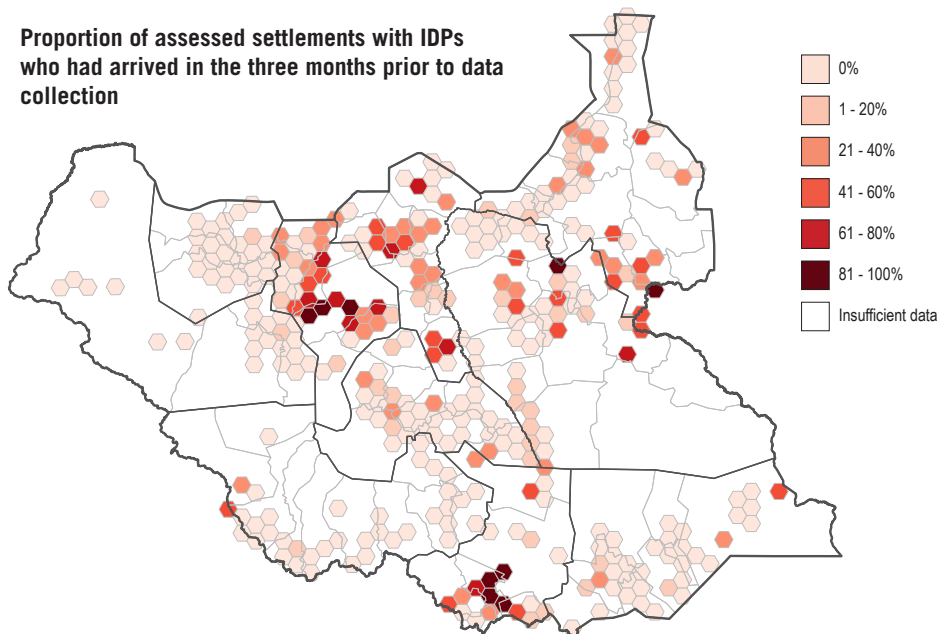 Proportion of assessed settlements with IDPs
who had arrived in the three months prior to data
collection
0%
1 - 20%
21 - 40%
41 - 60%
61 - 80%
81 - 100%
Insufficient data